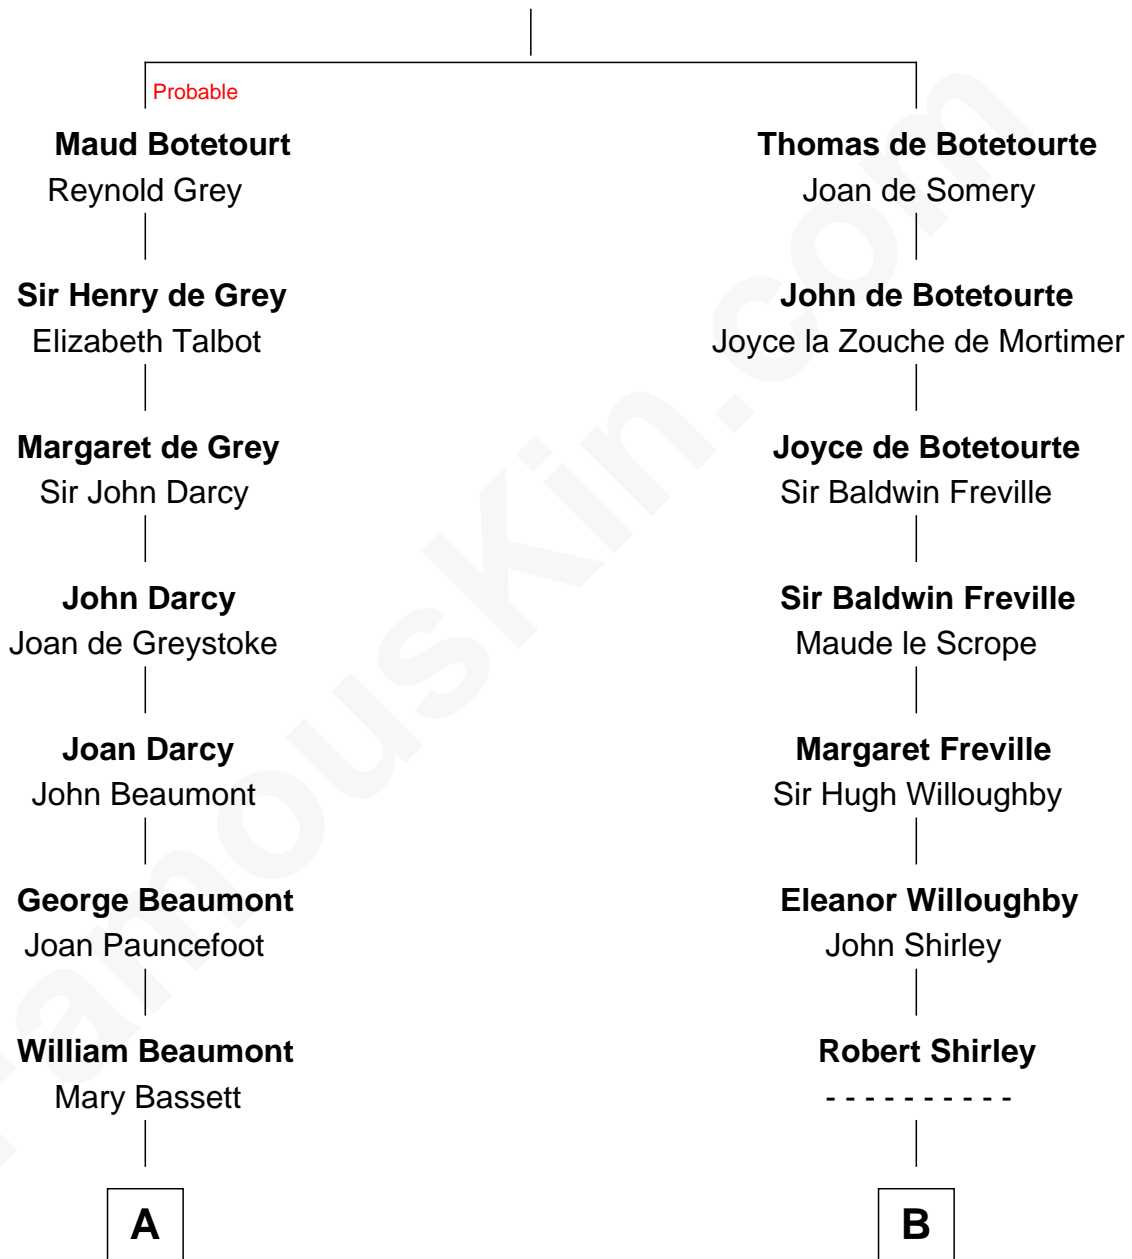 Probable
Maud Botetourt
Reynold Grey
Thomas de Botetourte
Joan de Somery
Sir Henry de Grey
Elizabeth Talbot
John de Botetourte
Joyce la Zouche de Mortimer
Margaret de Grey
Sir John Darcy
Joyce de Botetourte
Sir Baldwin Freville
John Darcy
Joan de Greystoke
Sir Baldwin Freville
Maude le Scrope
Joan Darcy
John Beaumont
Margaret Freville
Sir Hugh Willoughby
George Beaumont
Joan Pauncefoot
Eleanor Willoughby
John Shirley
William Beaumont
Mary Bassett
Robert Shirley
- - - - - - - - - -
A
B
FamousKin.com